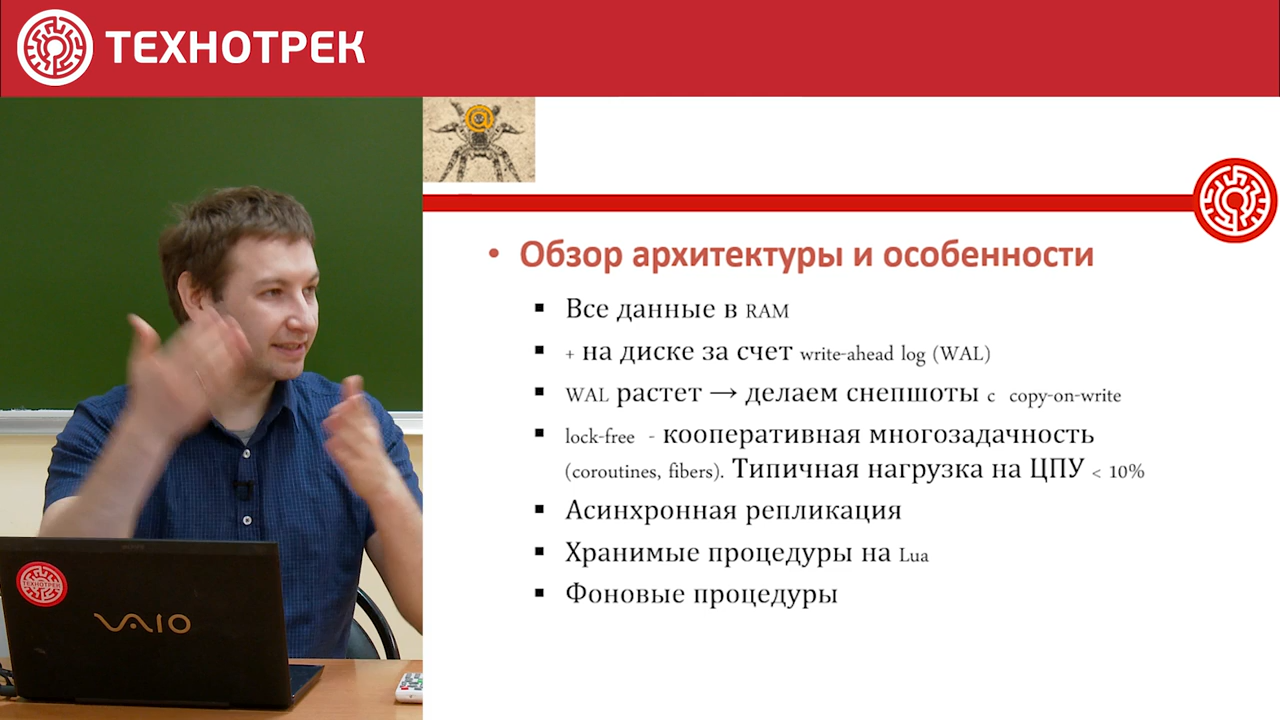 ТЕХНОТРЕК
@
• Обзор архитектуры и особенности
▪ Все данные в RAM
▪ + на диске за счет write-ahead log (WAL)
▪ WAL растет → делаем снепшоты с copy-on-write
▪ lock-free - кооперативная многозадачность
(coroutines, fibers). Типичная нагрузка на ЦПУ < 10%
▪ Асинхронная репликация
▪ Хранимые процедуры на Lua
▪ Фоновые процедуры
ТЕХНОТРЕК
VAIO